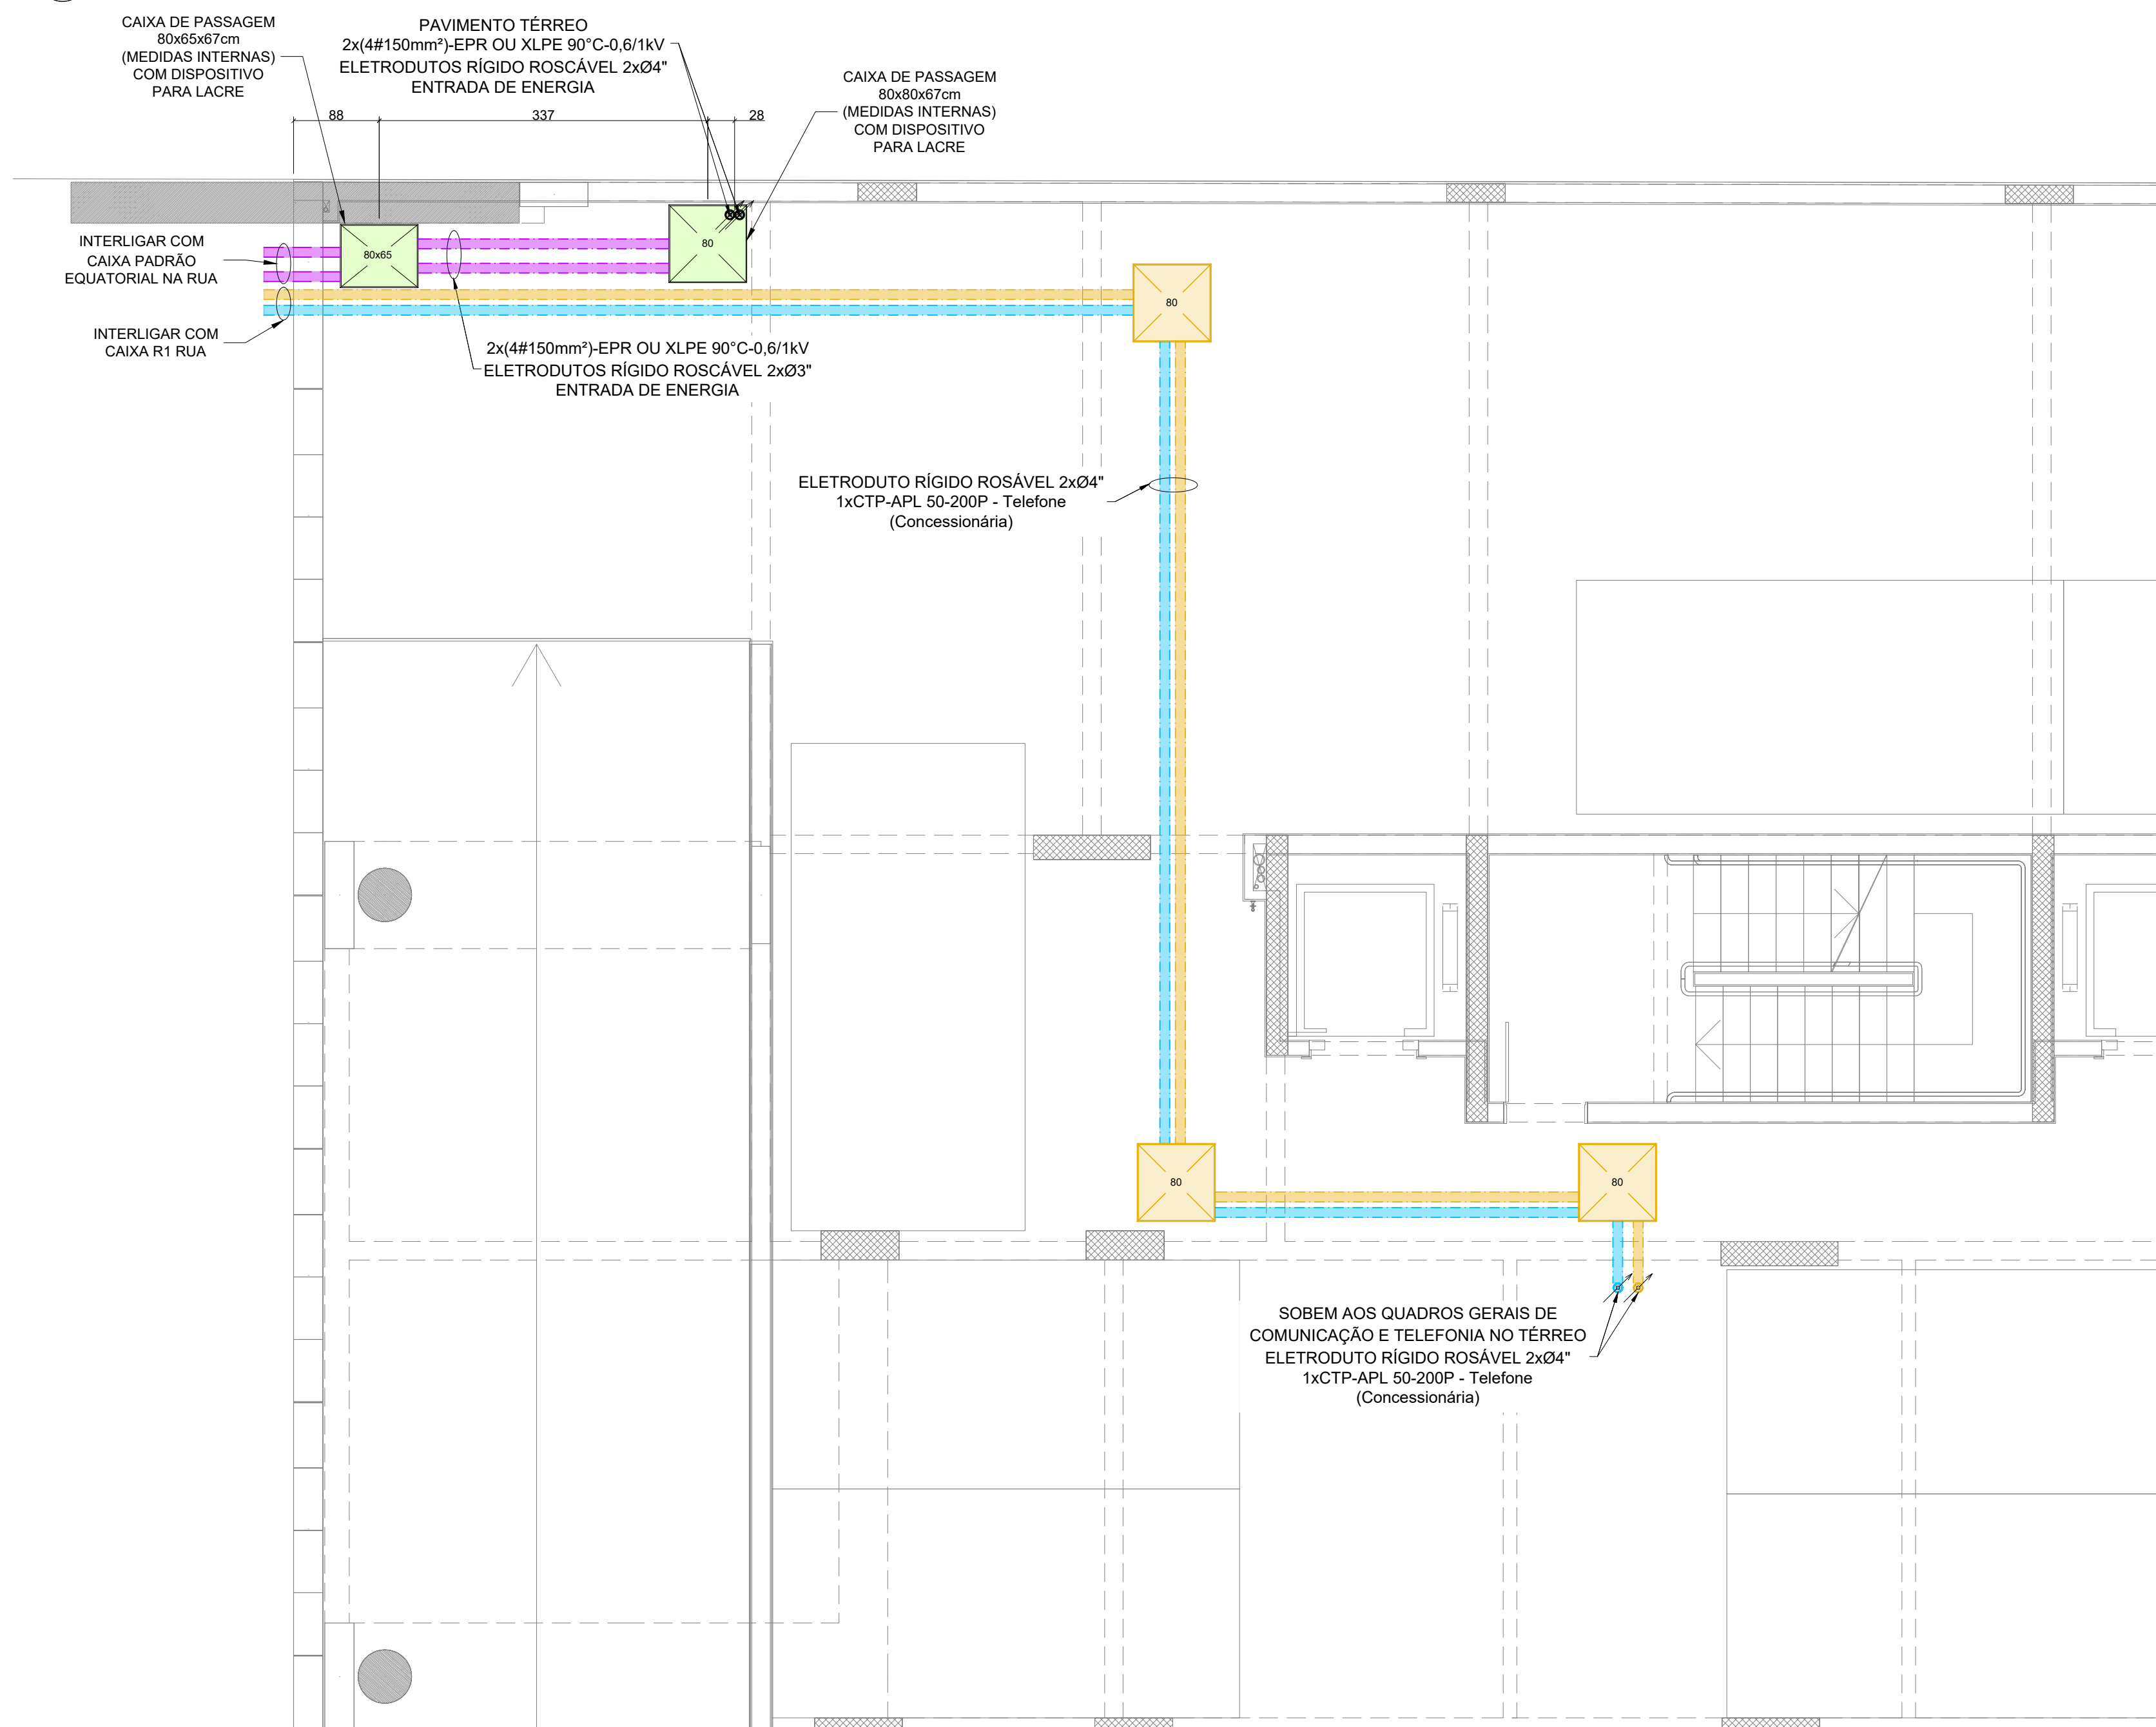 CAIXA DE PASSAGEM
80x65x67cm
(MEDIDAS INTERNAS)
COM DISPOSITIVO
PARA LACRE
PAVIMENTO TÉRREO
2x(4#150mm²)-EPR OU XLPE 90°C-0,6/1kV
ELETRODUTOS RÍGIDO ROSCÁVEL 2xØ4"
ENTRADA DE ENERGIA
CAIXA DE PASSAGEM
80x80x67cm
(MEDIDAS INTERNAS)
COM DISPOSITIVO
PARA LACRE
88
337
28
INTERLIGAR COM
CAIXA PADRÃO
EQUATORIAL NA RUA
80x65
80
80
INTERLIGAR COM
CAIXA R1 RUA
2x(4#150mm²)-EPR OU XLPE 90°C-0,6/1kV
ELETRODUTOS RÍGIDO ROSCÁVEL 2xØ3"
ENTRADA DE ENERGIA
ELETRODUTO RÍGIDO ROSÁVEL 2xØ4"
1xCTP-APL 50-200P - Telefone
(Concessionária)
80
80
SOBEM AOS QUADROS GERAIS DE
COMUNICAÇÃO E TELEFONIA NO TÉRREO
ELETRODUTO RÍGIDO ROSÁVEL 2xØ4"
1xCTP-APL 50-200P - Telefone
(Concessionária)